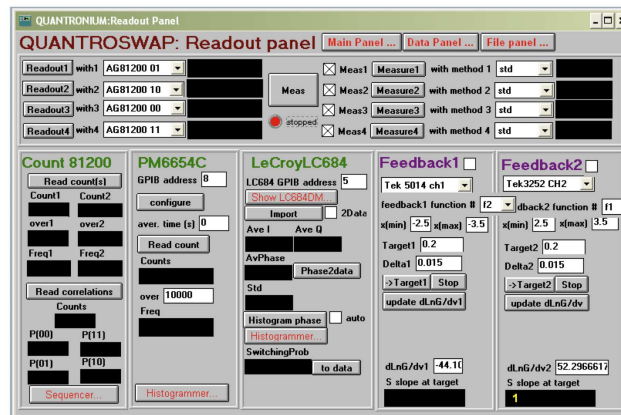 QUANTRONIUM:Readout Panel
QUANTROSWAP: Readout panel Main Panel ... Data Panel ... File panel ...
Readout1 with1 AG81200 01 Meas1 Measure1 with method 1 std
Readout2 with2 AG81200 10 Meas Meas2 Measure2 with method 2 std
Readout3 with3 AG81200 00 Meas3 Measure3 with method 3 std
Readout4 with4 AG81200 11 stopped Meas4 Measure4 with method 4 std
Count 81200
Read count(s)
Count1 Count2
over1 over2
Freq1 Freq2
Read correlations
Counts
P(00) P(11)
P(01) P(10)
Sequencer...
PM6654C
GPIB address 8
configure
aver. time (s) 0
Read count
Counts
over 10000
Freq
Histogrammer...
LeCroyLC684
LC684 GPIB address 5
Show LC684DM...
Import 2Data
Ave I Ave Q
AvPhase
Phase2data
Std
Histogram phase auto
Histogrammer...
SwitchingProb
to data
Feedback1
Tek 5014 ch1
feedback1 function # f2
x(min) -2.5 x(max) -3.5
Target1 0.2
Delta1 0.015
->Target1 Stop
update dLnG/dv1
dLnG/dv1 -44.10
S slope at target
Feedback2
Tek3252 CH2
dback2 function # f1
x(min) 2.5 x(max) 3.5
Target2 0.2
Delta2 0.015
->Target2 Stop
update dLnG/dv
dLnG/dv2 52.2966617
S slope at target
1